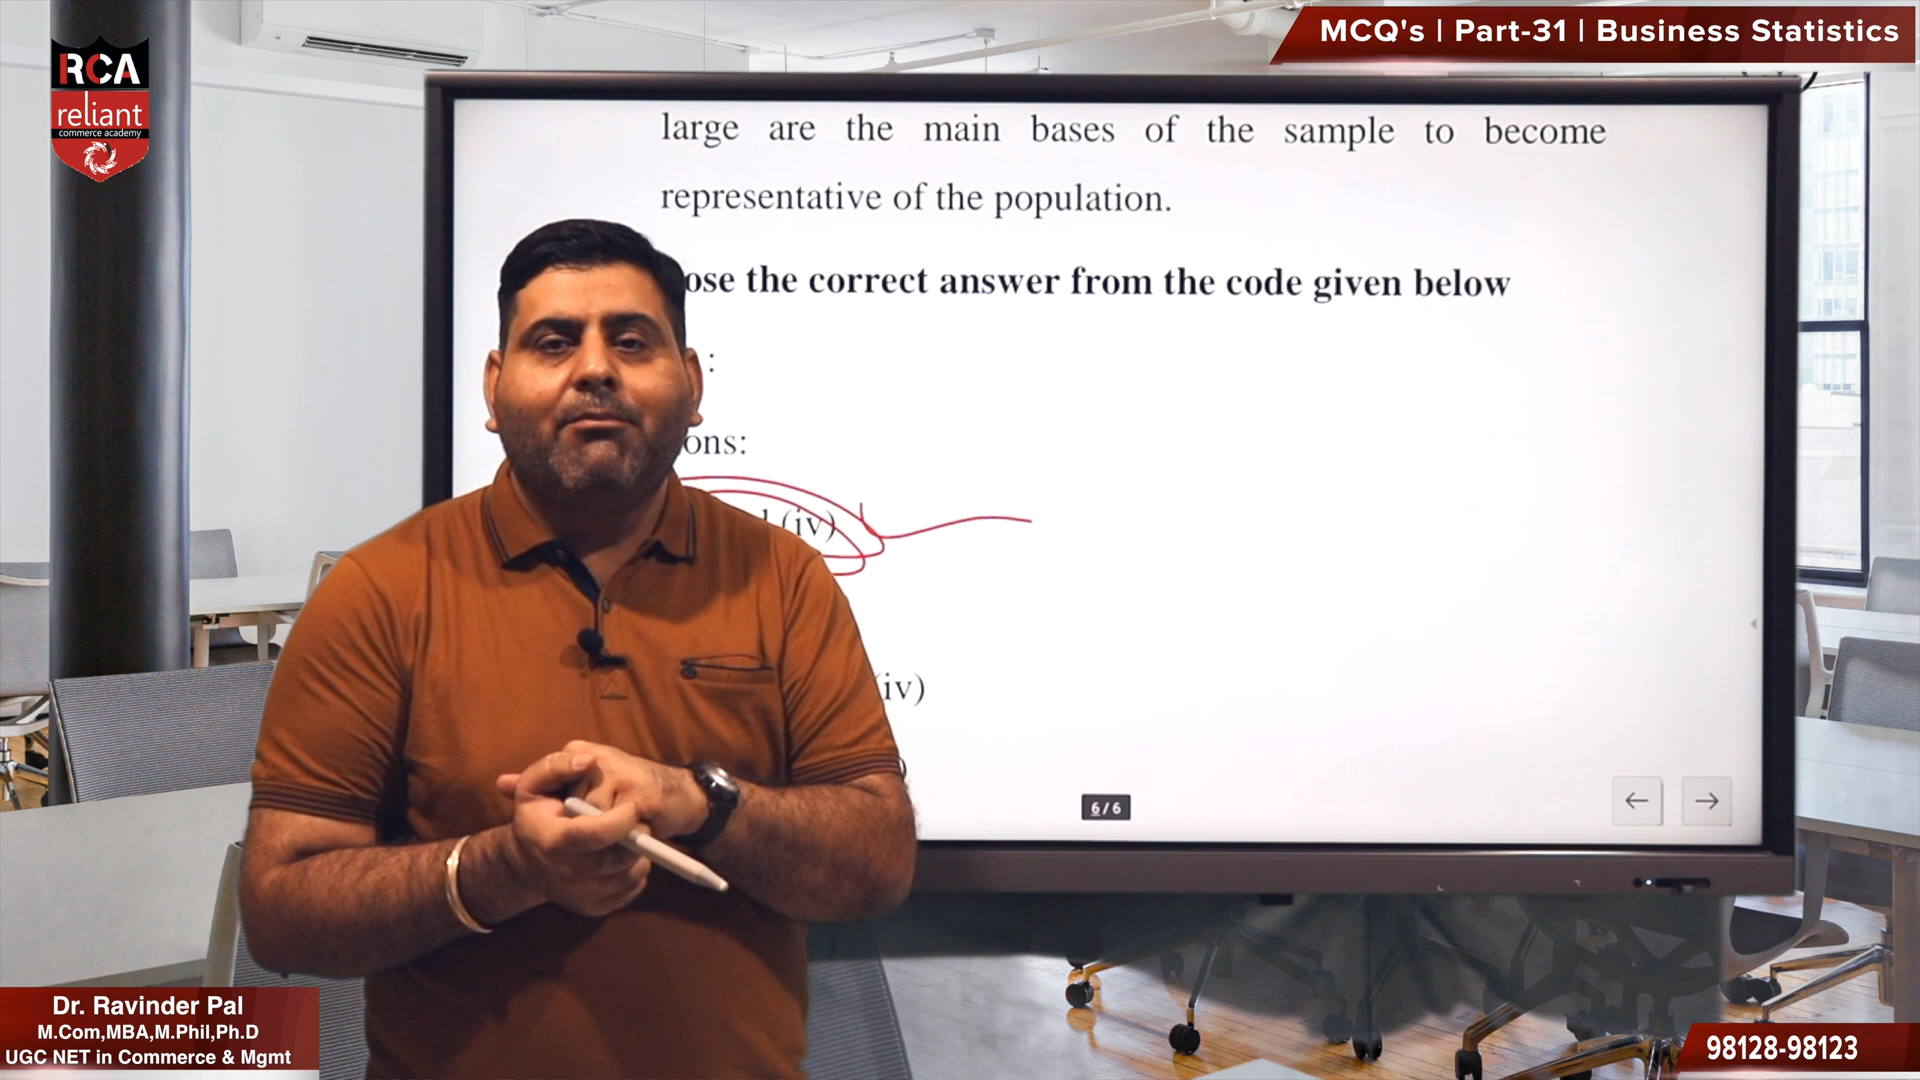 MCQ's | Part-31 | Business Statistics
RCA
reliant
commerce academy
large are the main bases of the sample to become
representative of the population.
ose the correct answer from the code given below
:
ons:
(iv)
(iv)
6/6
Dr. Ravinder Pal
M.Com,MBA,M.Phil,Ph.D
UGC NET in Commerce & Mgmt
98128-98123